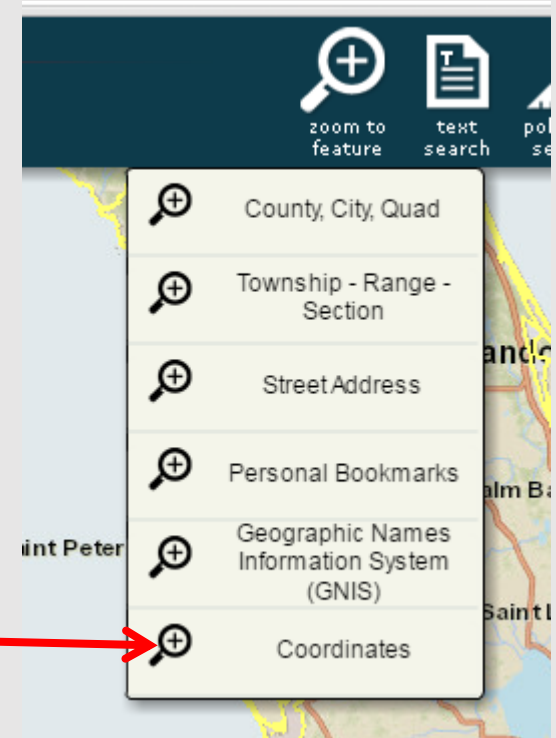 zoom to
feature
text
search
County, City, Quad
Township - Range -
Section
Street Address
Personal Bookmarks
Geographic Names
Information System
(GNIS)
Coordinates